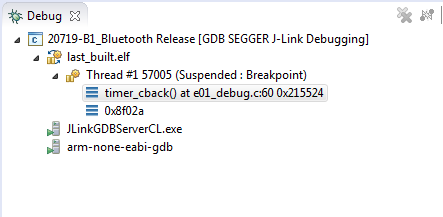 Debug
20719-B1_Bluetooth Release [GDB SEGGER J-Link Debugging]
last_built.elf
Thread #1 57005 (Suspended : Breakpoint)
timer_cback() at e01_debug.c:60 0x215524
0x8f02a
JLinkGDBServerCL.exe
arm-none-eabi-gdb